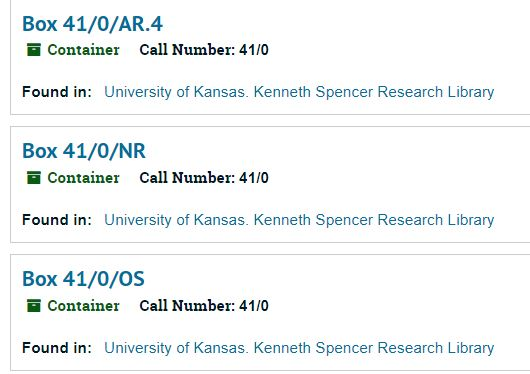 Box 41/0/AR.4
Container Call Number: 41/0
Found in: University of Kansas. Kenneth Spencer Research Library
Box 41/0/NR
Container Call Number: 41/0
Found in: University of Kansas. Kenneth Spencer Research Library
Box 41/0/OS
Container Call Number: 41/0
Found in: University of Kansas. Kenneth Spencer Research Library